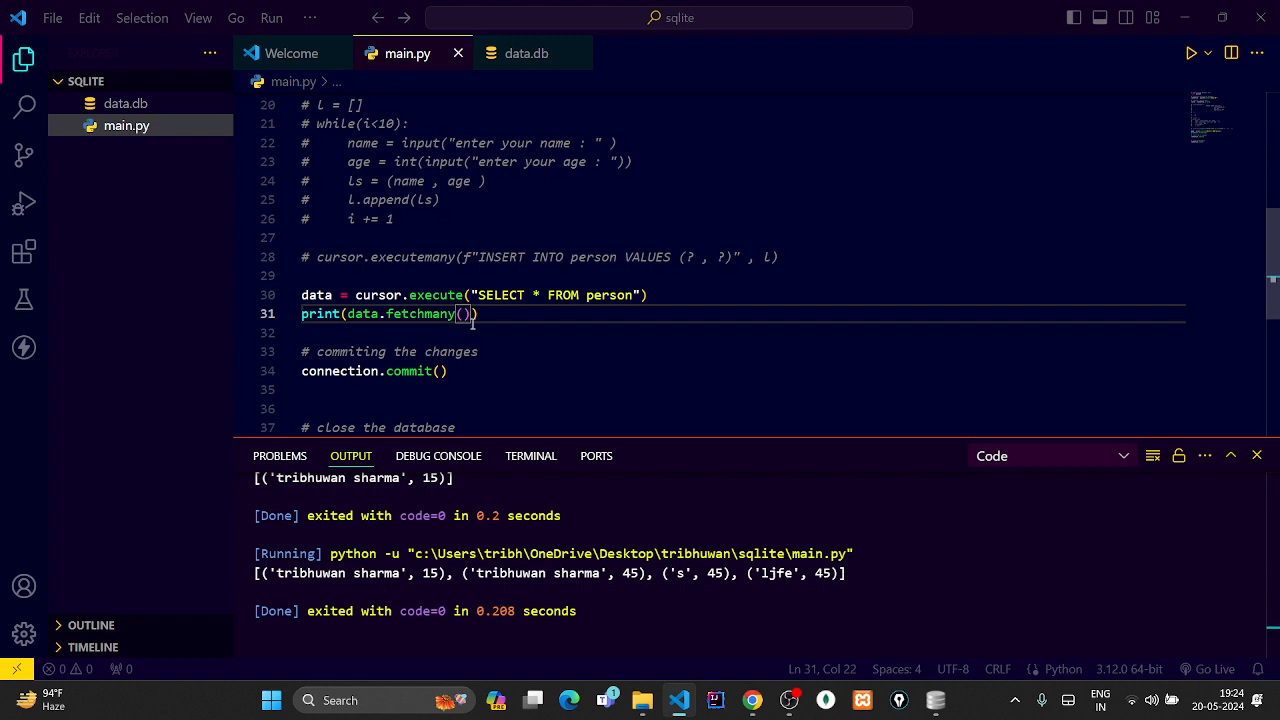 File Edit Selection View Go Run ··· sqlite
Welcome main.py data.db
SQLITE
data.db
main.py
main.py > ...
20 # l = []
21 # while(i<10):
22 #     name = input("enter your name : " )
23 #     age = int(input("enter your age : "))
24 #     ls = (name , age )
25 #     l.append(ls)
26 #     i += 1
27
28 # cursor.executemany(f"INSERT INTO person VALUES (? , ?)" , l)
29
30 data = cursor.execute("SELECT * FROM person")
31 print(data.fetchmany())
32
33 # commiting the changes
34 connection.commit()
35
36
37 # close the database
PROBLEMS OUTPUT DEBUG CONSOLE TERMINAL PORTS Code
[('tribhuwan sharma', 15)]
[Done] exited with code=0 in 0.2 seconds
[Running] python -u "c:\Users\tribh\OneDrive\Desktop\tribhuwan\sqlite\main.py"
[('tribhuwan sharma', 15), ('tribhuwan sharma', 45), ('s', 45), ('ljfe', 45)]
[Done] exited with code=0 in 0.208 seconds
OUTLINE
TIMELINE
0 0 0 Ln 31, Col 22 Spaces: 4 UTF-8 CRLF Python 3.12.0 64-bit Go Live
94°F
Haze
Search
1
ENG
IN
19:24
20-05-2024